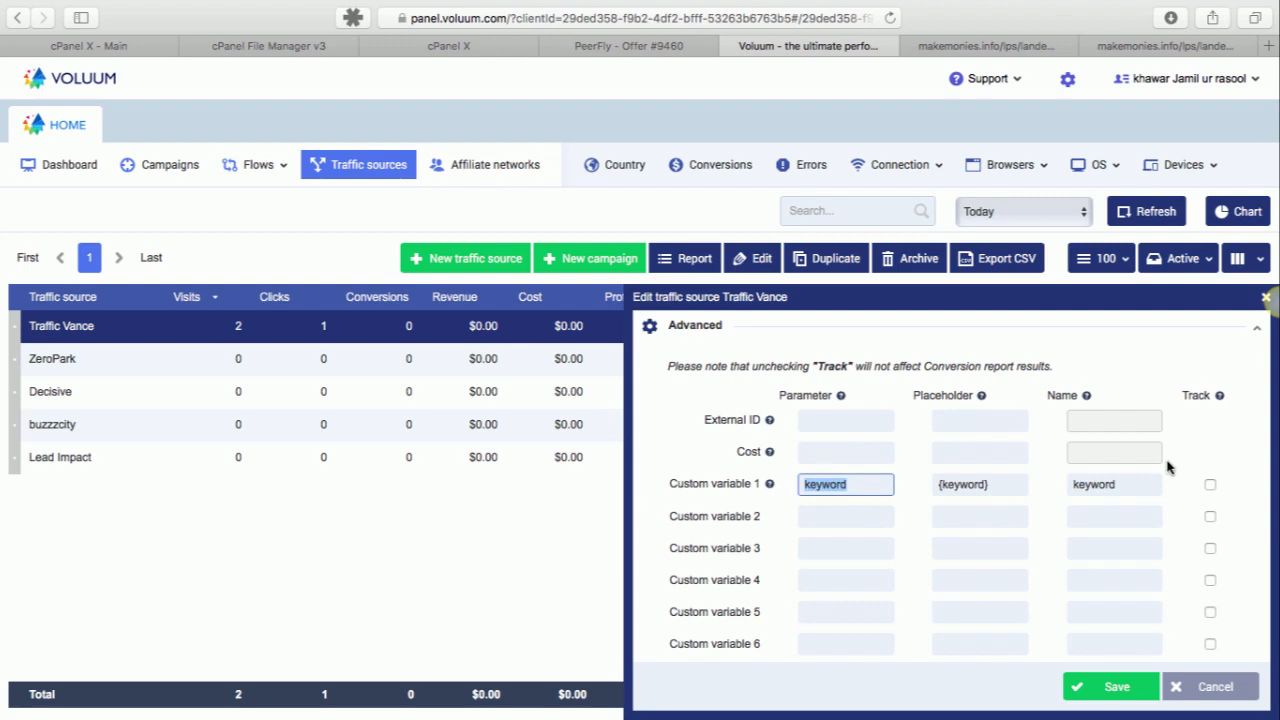 panel.voluum.com/?clientId=29ded358-f9b2-4df2-bfff-53263b6763b5#/29ded358-f9
cPanel X - Main
cPanel File Manager v3
cPanel X
PeerFly - Offer #9460
Voluum - the ultimate perfo...
makemonies.info/lps/lande...
makemonies.info/lps/lande...
VOLUUM
Support
khawar Jamil ur rasool
HOME
Dashboard
Campaigns
Flows
Traffic sources
Affiliate networks
Country
Conversions
Errors
Connection
Browsers
OS
Devices
Search...
Today
Refresh
Chart
First
1
Last
New traffic source
New campaign
Report
Edit
Duplicate
Archive
Export CSV
100
Active
Traffic source Visits Clicks Conversions Revenue Cost Pro
Traffic Vance 2 1 0 $0.00 $0.00
ZeroPark 0 0 0 $0.00 $0.00
Decisive 0 0 0 $0.00 $0.00
buzzzcity 0 0 0 $0.00 $0.00
Lead Impact 0 0 0 $0.00 $0.00
Total 2 1 0 $0.00 $0.00
Edit traffic source Traffic Vance
Advanced
Please note that unchecking "Track" will not affect Conversion report results.
Parameter Placeholder Name Track
External ID
Cost
Custom variable 1 keyword {keyword} keyword
Custom variable 2
Custom variable 3
Custom variable 4
Custom variable 5
Custom variable 6
Save
Cancel